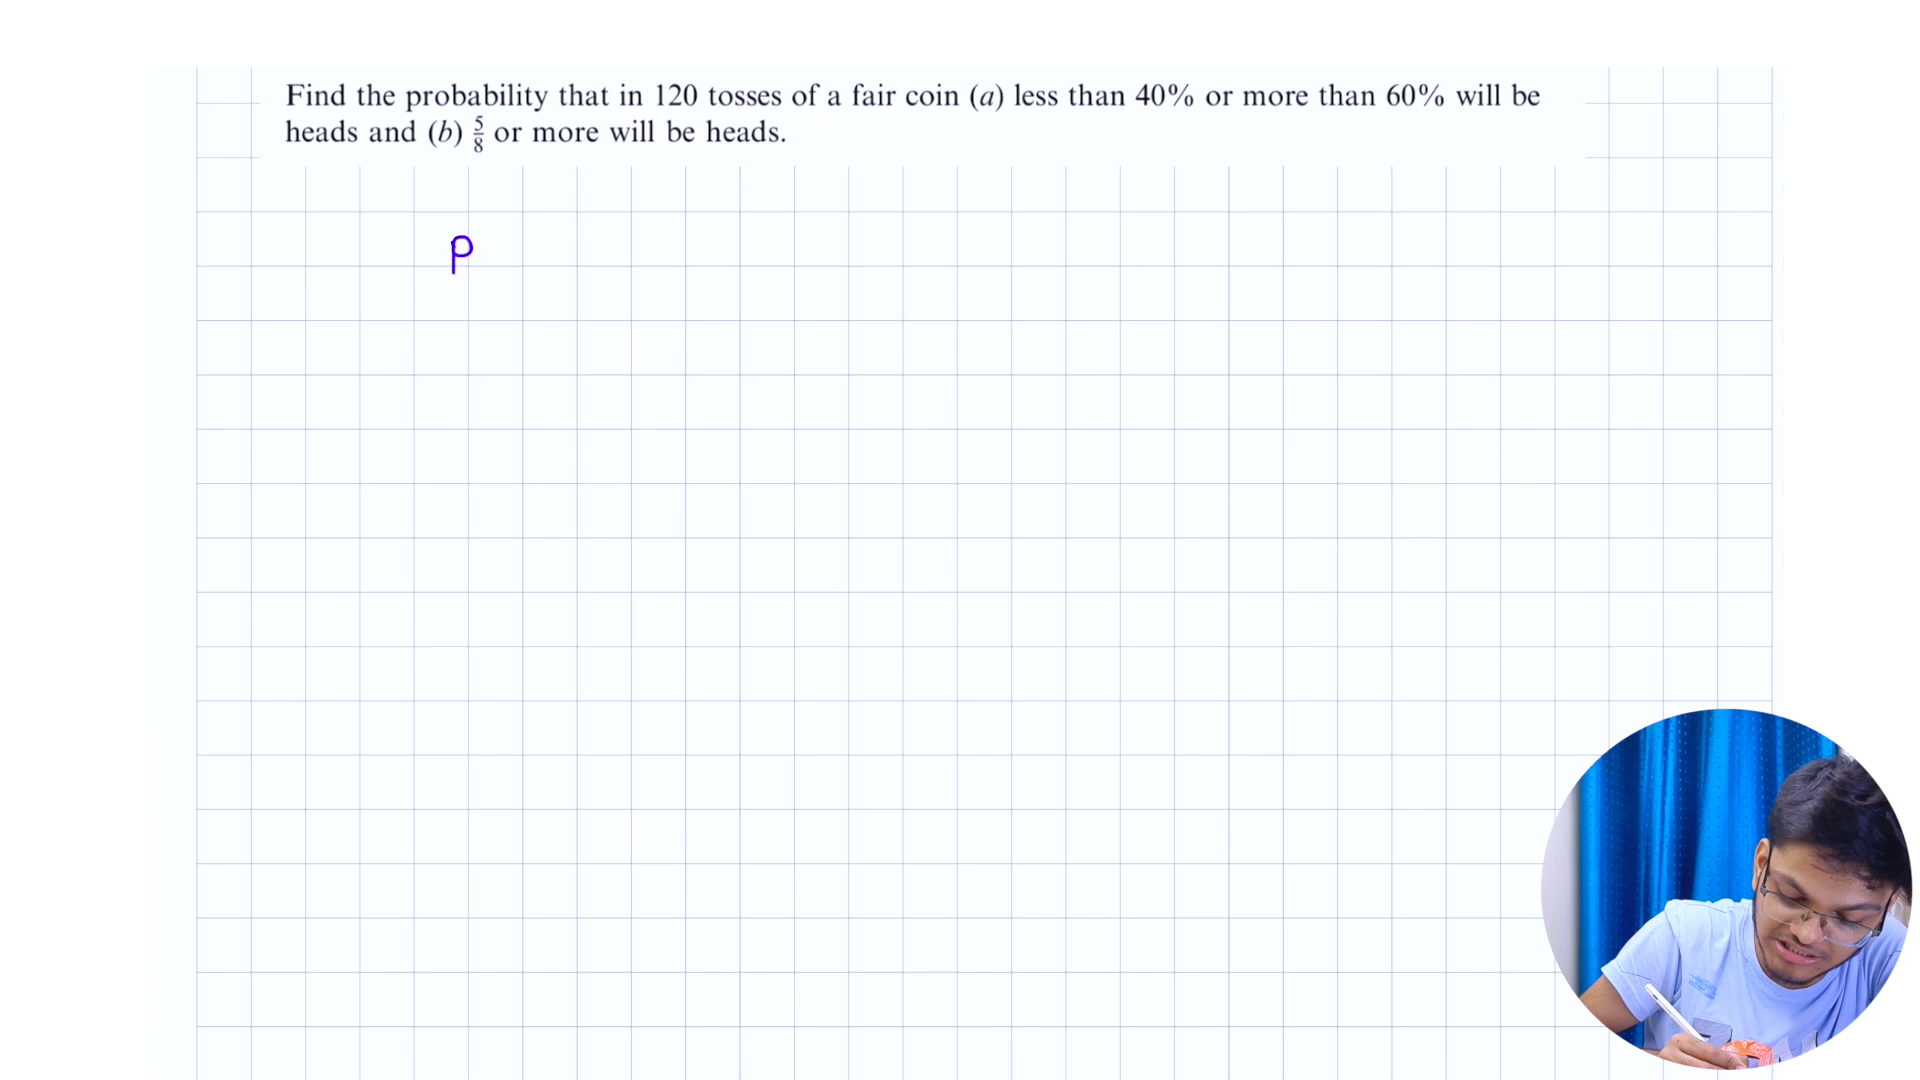 Find the probability that in 120 tosses of a fair coin (a) less than 40% or more than 60% will be
heads and (b) 5/8 or more will be heads.
P